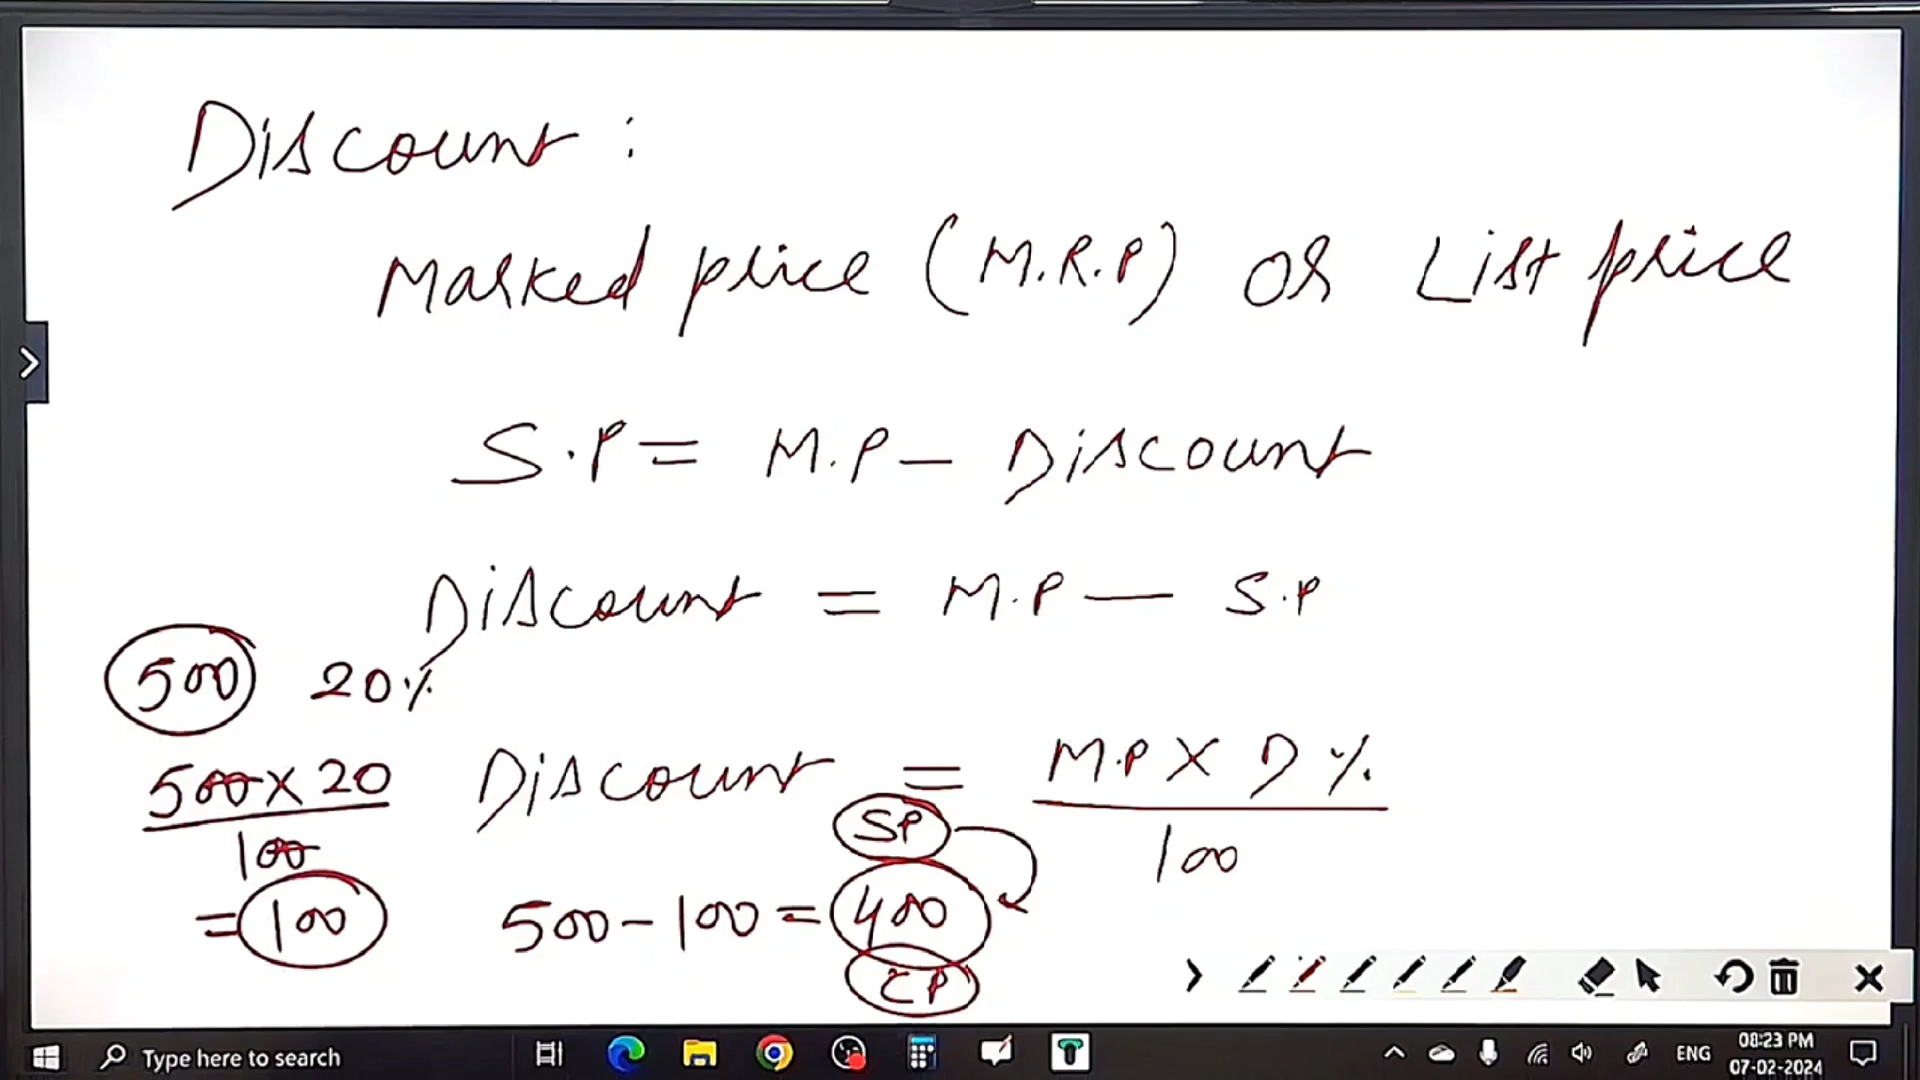 Discount :
Marked price (M.R.P) or List price
S.P = M.P - Discount
Discount = M.P - S.P
500 20%
500 x 20 Discount = M.P X D %
100 SP 100
= 100 500 - 100 = 400
CP
Type here to search ENG 08:23 PM
07-02-2024